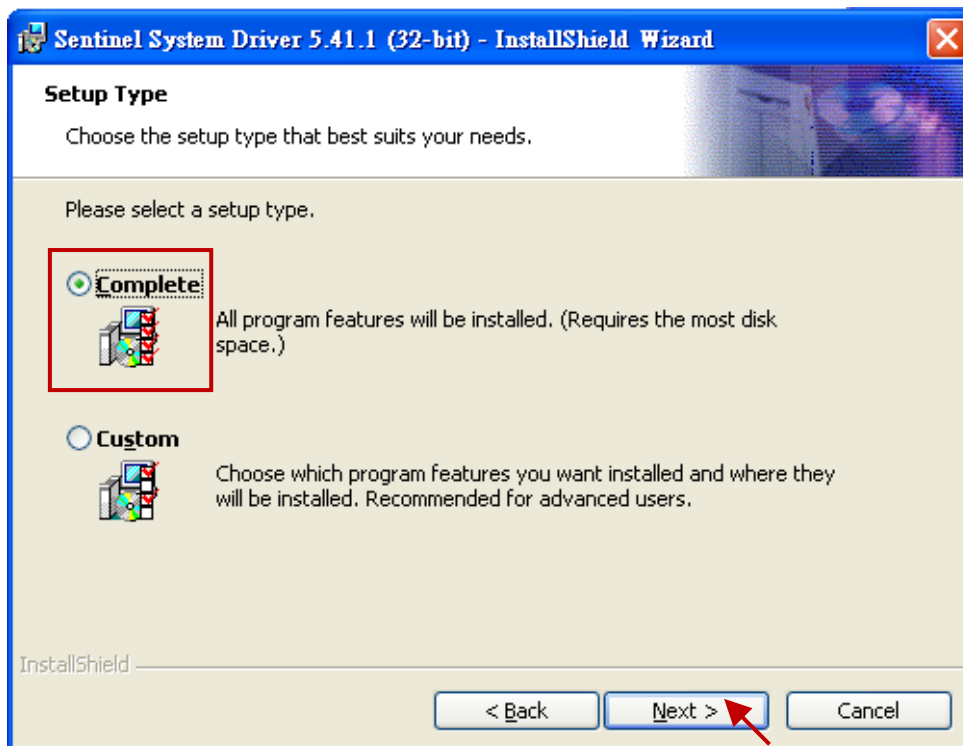 Sentinel System Driver 5.41.1 (32-bit) - InstallShield Wizard
Setup Type
Choose the setup type that best suits your needs.
Please select a setup type.
Complete
All program features will be installed. (Requires the most disk
space.)
Custom
Choose which program features you want installed and where they
will be installed. Recommended for advanced users.
InstallShield
< Back
Next >
Cancel